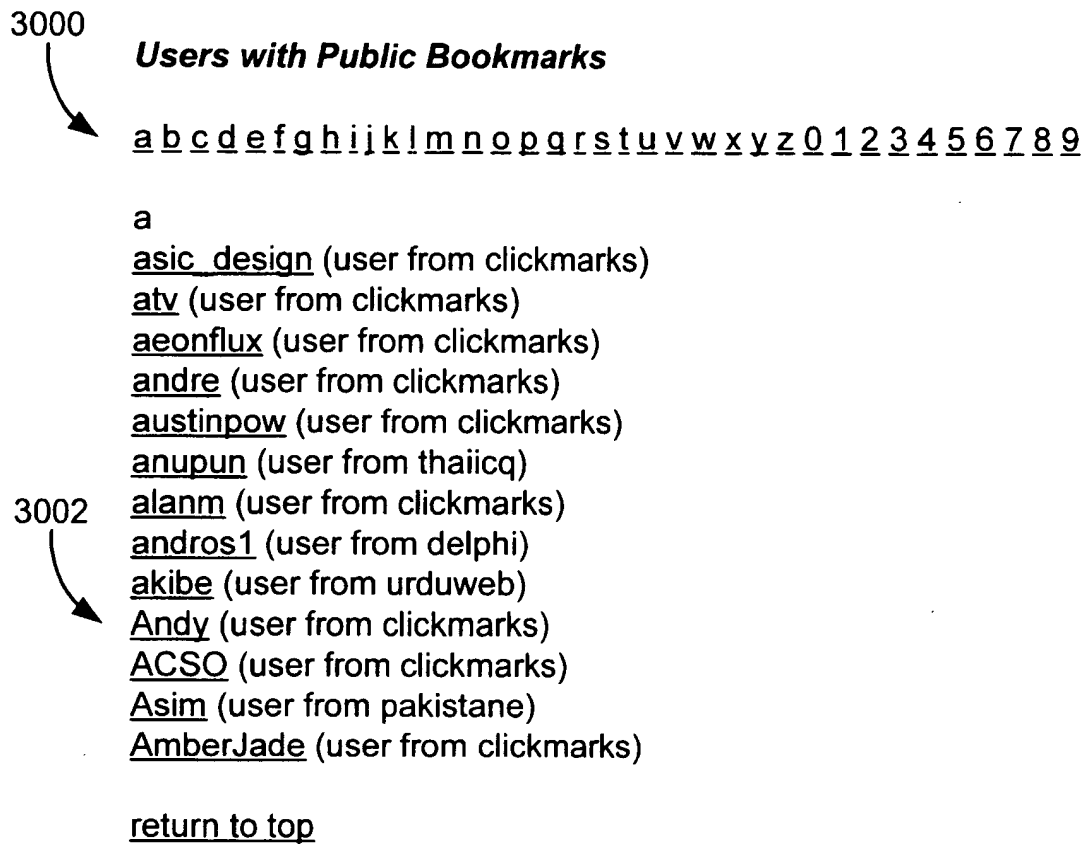 3000
Users with Public Bookmarks
a b c d e f g h i j k l m n o p q r s t u v w x y z 0 1 2 3 4 5 6 7 8 9
a
asic_design (user from clickmarks)
atv (user from clickmarks)
aeonflux (user from clickmarks)
andre (user from clickmarks)
austinpow (user from clickmarks)
anupun (user from thaiicq)
alanm (user from clickmarks)
3002
andros1 (user from delphi)
akibe (user from urduweb)
Andy (user from clickmarks)
ACSO (user from clickmarks)
Asim (user from pakistane)
AmberJade (user from clickmarks)
return to top